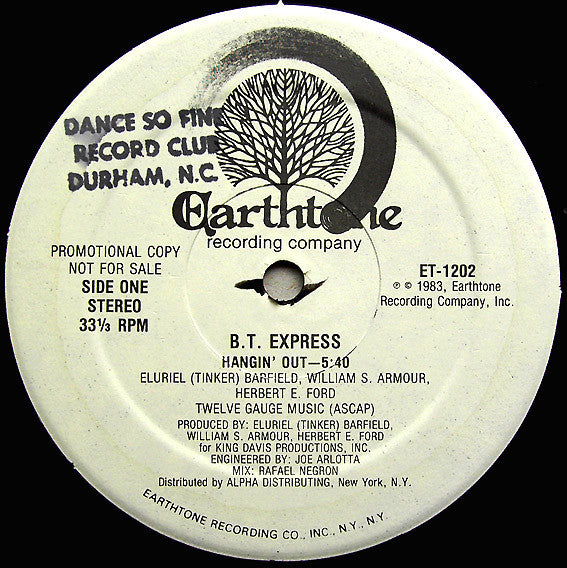 DANCE SO FINE
RECORD CLUB
DURHAM, N.C.
Earthtone
recording company
PROMOTIONAL COPY
NOT FOR SALE
SIDE ONE
STEREO
33⅓ RPM
ET-1202
℗ © 1983, Earthtone
Recording Company, Inc.
B.T. EXPRESS
HANGIN' OUT—5:40
ELURIEL (TINKER) BARFIELD, WILLIAM S. ARMOUR,
HERBERT E. FORD
TWELVE GAUGE MUSIC (ASCAP)
PRODUCED BY: ELURIEL (TINKER) BARFIELD,
WILLIAM S. ARMOUR, HERBERT E. FORD
for KING DAVIS PRODUCTIONS, INC.
ENGINEERED BY: JOE ARLOTTA
MIX: RAFAEL NEGRON
Distributed by ALPHA DISTRIBUTING, New York, N.Y.
EARTHTONE RECORDING CO., INC., N.Y., N.Y.